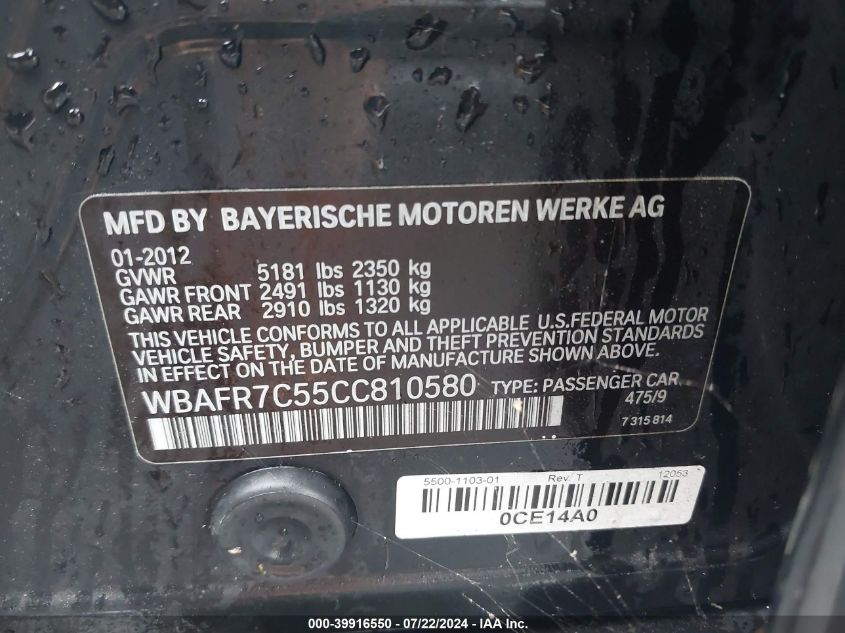 MFD BY BAYERISCHE MOTOREN WERKE AG
01-2012
GVWR 5181 lbs 2350 kg
GAWR FRONT 2491 lbs 1130 kg
GAWR REAR 2910 lbs 1320 kg
THIS VEHICLE CONFORMS TO ALL APPLICABLE U.S.FEDERAL MOTOR
VEHICLE SAFETY, BUMPER AND THEFT PREVENTION STANDARDS
IN EFFECT ON THE DATE OF MANUFACTURE SHOWN ABOVE.
WBAFR7C55CC810580 TYPE: PASSENGER CAR
475/9
7 315 814
5500-1103-01 Rev. T 12053
0CE14A0
000-39916550 / 07/22/2024 - IAA Inc.